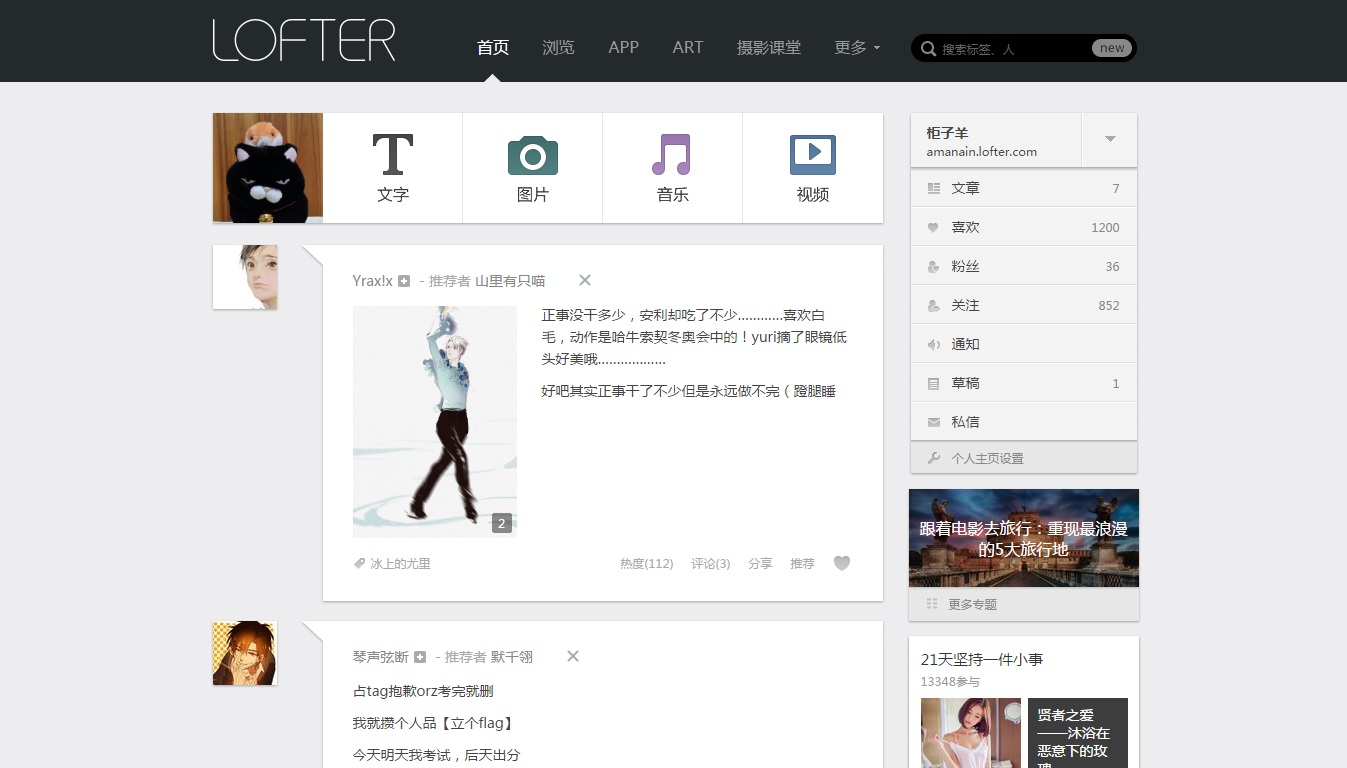 LOFTER
首页 浏览 APP ART 摄影课堂 更多
搜索标签、人 new
文字 图片 音乐 视频
柜子羊
amanain.lofter.com
文章 7
喜欢 1200
粉丝 36
关注 852
通知
草稿 1
私信
个人主页设置
Yrax!x - 推荐者 山里有只喵
正事没干多少，安利却吃了不少…………喜欢白
毛，动作是哈牛索契冬奥会中的！yuri摘了眼镜低
头好美哦………………
好吧其实正事干了不少但是永远做不完（蹬腿睡
2
冰上的尤里 热度(112) 评论(3) 分享 推荐
跟着电影去旅行：重现最浪漫
的5大旅行地
更多专题
琴声弦断 - 推荐者 默千翎
占tag抱歉orz考完就删
我就攒个人品【立个flag】
今天明天我考试，后天出分
21天坚持一件小事
13348参与
贤者之爱
——沐浴在
恶意下的玫
瑰